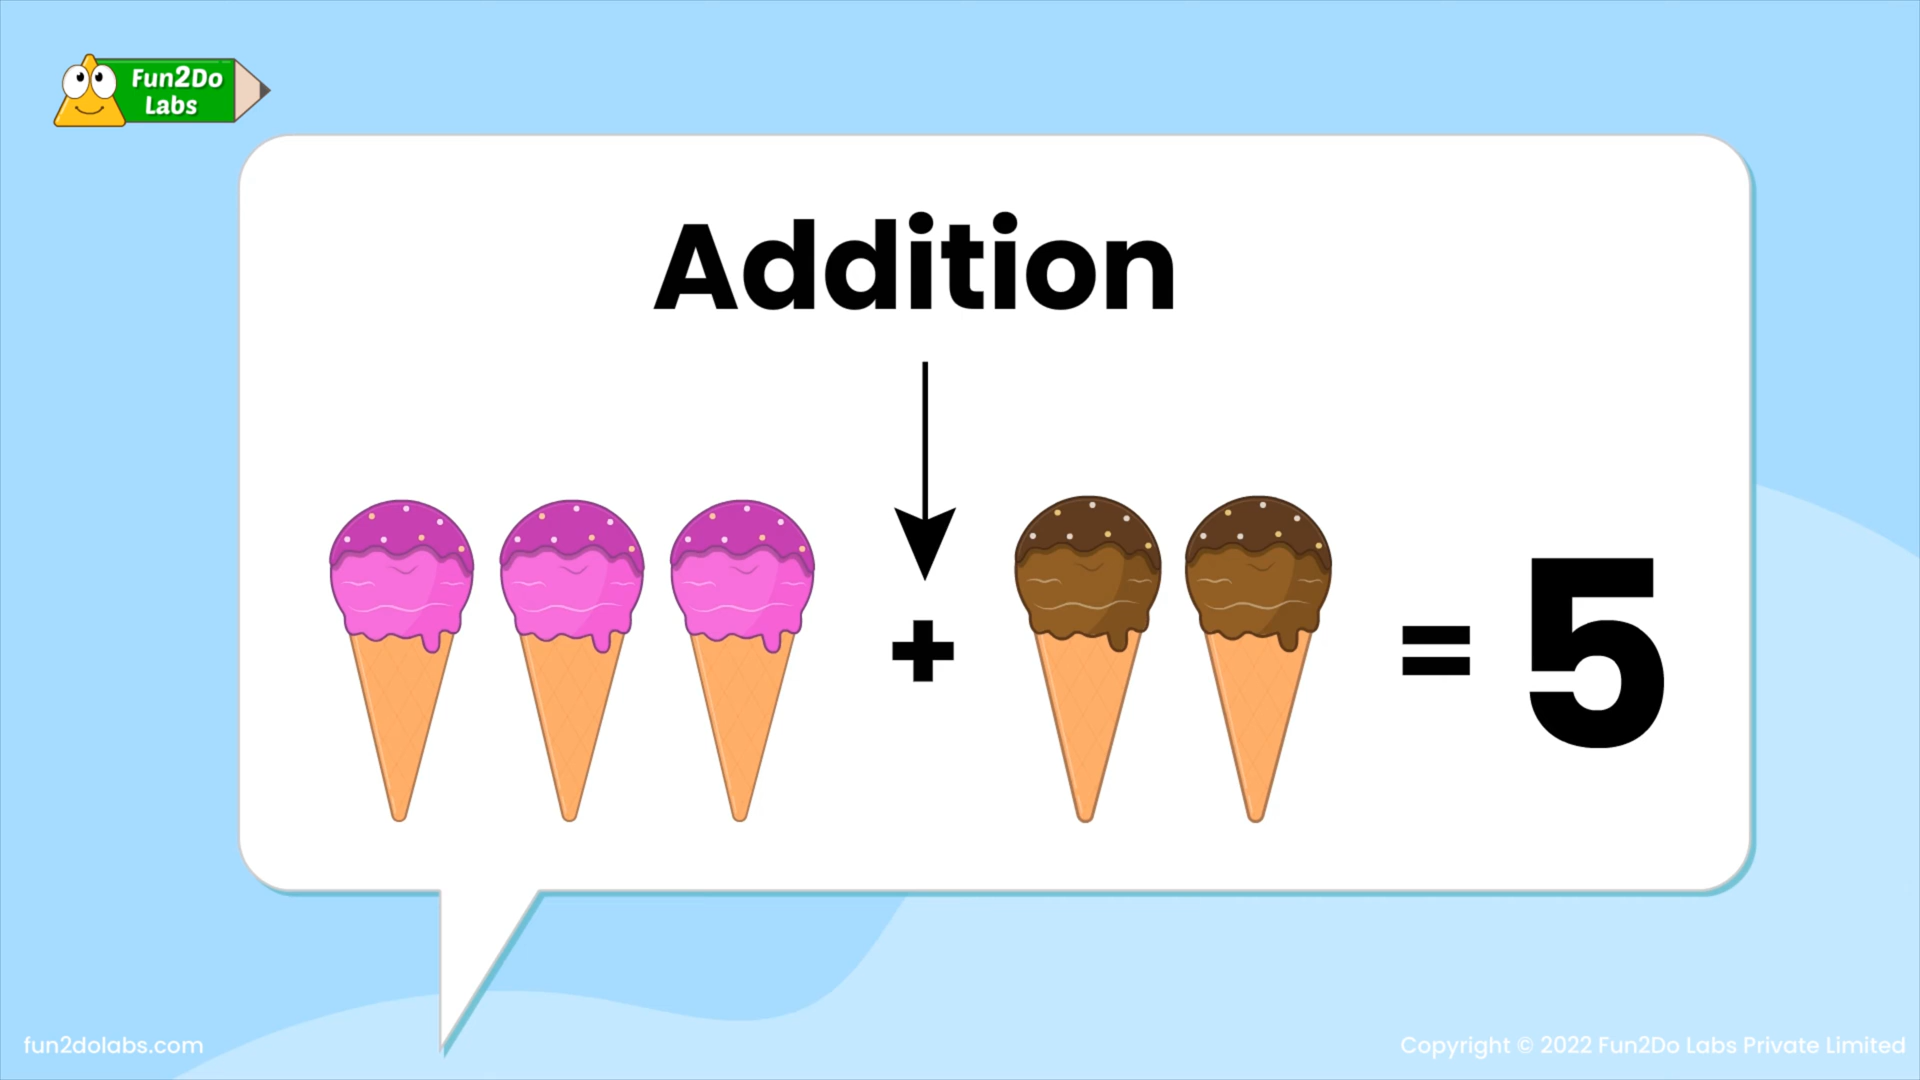 Fun2Do
Labs
Addition
+ = 5
fun2dolabs.com
Copyright © 2022 Fun2Do Labs Private Limited